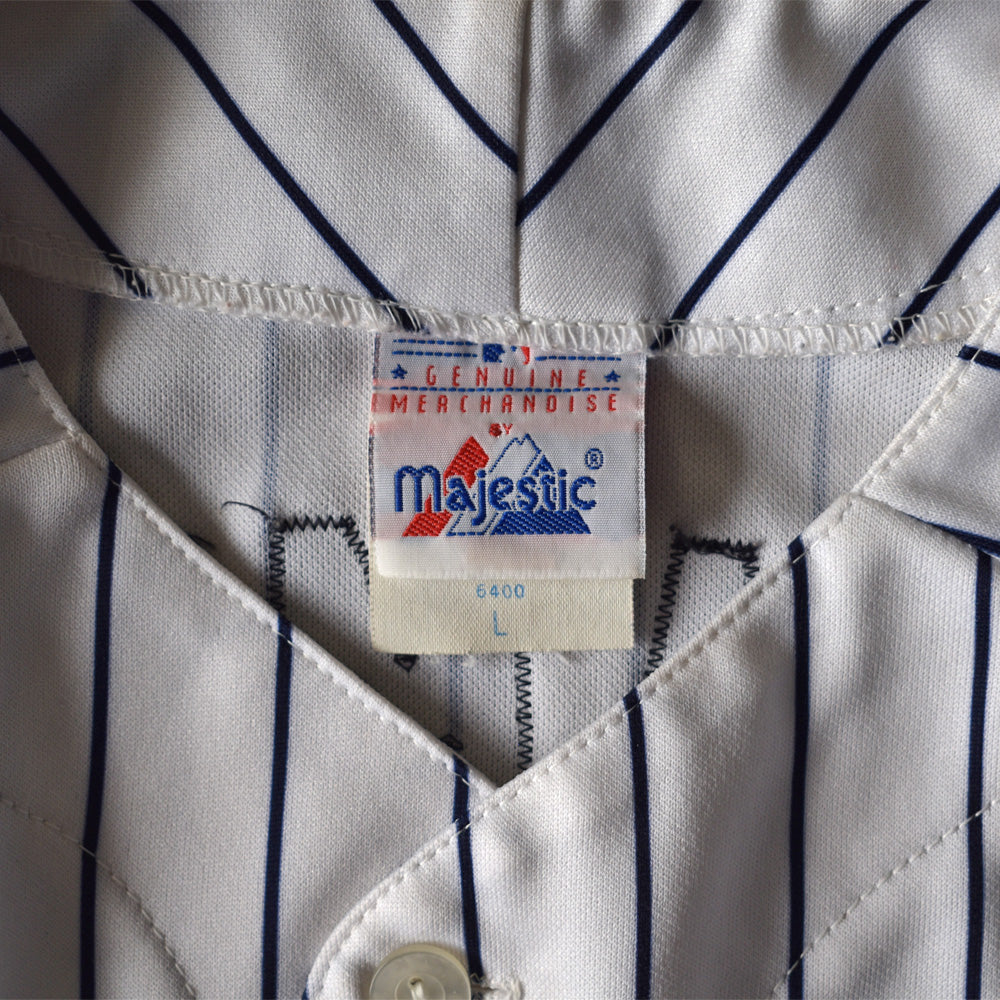 GENUINE
MERCHANDISE
BY
Majestic®
6400
L